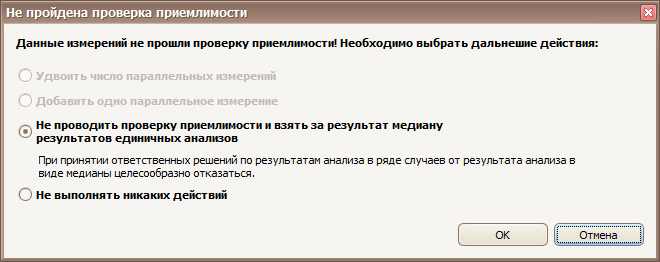 Не пройдена проверка приемлимости
Данные измерений не прошли проверку приемлимости! Необходимо выбрать дальнешие действия:
Удвоить число параллельных измерений
Добавить одно параллельное измерение
Не проводить проверку приемлимости и взять за результат медиану
результатов единичных анализов
При принятии ответственных решений по результатам анализа в ряде случаев от результата анализа в
виде медианы целесообразно отказаться.
Не выполнять никаких действий
OK
Отмена